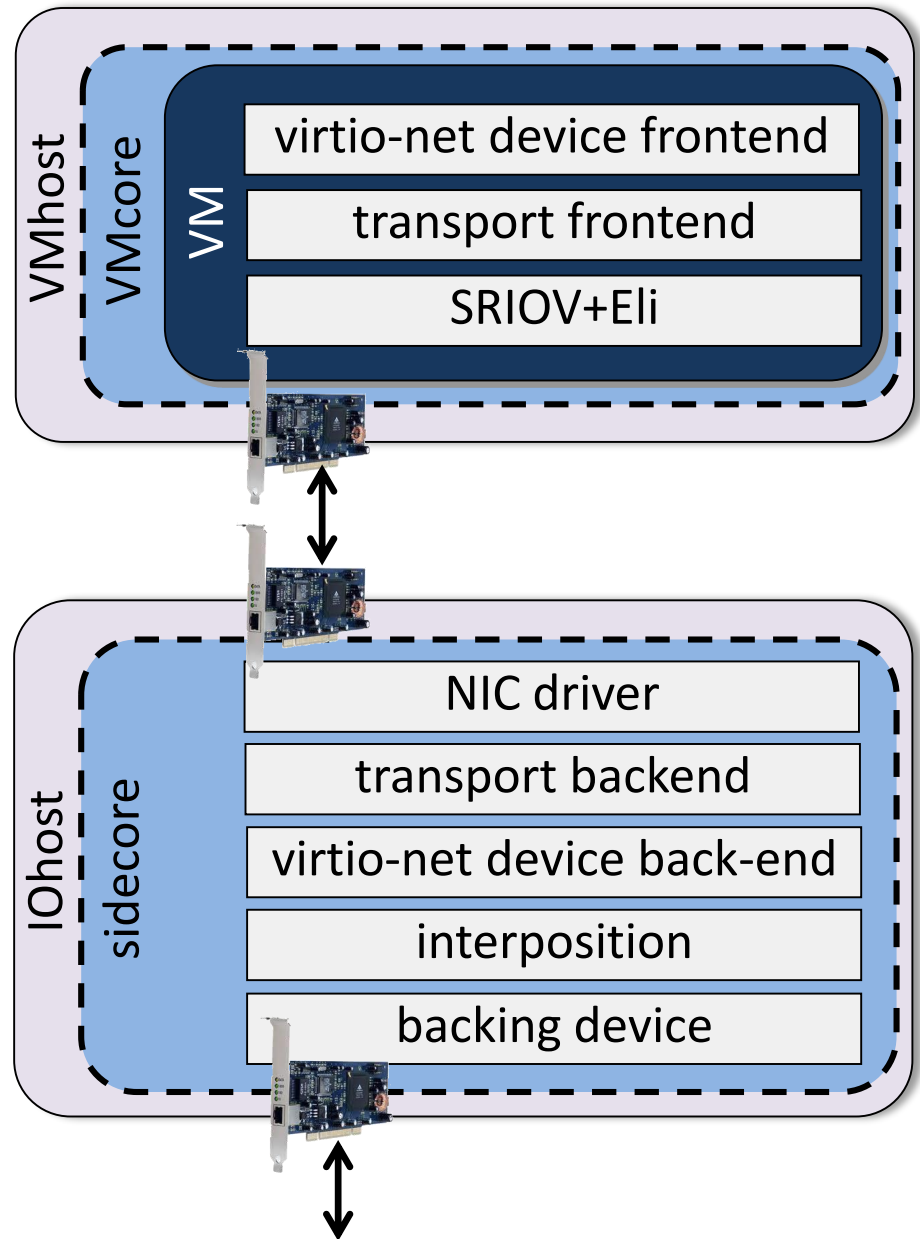 VMhost
VMcore
VM
virtio-net device frontend
transport frontend
SRIOV+Eli
IOhost
sidecore
NIC driver
transport backend
virtio-net device back-end
interposition
backing device